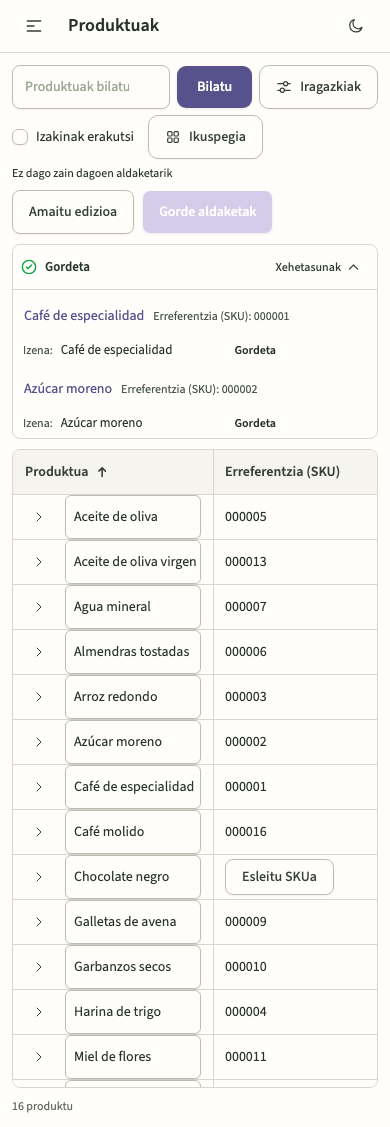 Produktuak
Produktuak bilatu
Bilatu
Iragazkiak
Izakinak erakutsi
Ikuspegia
Ez dago zain dagoen aldaketarik
Amaitu edizioa
Gorde aldaketak
Gordeta
Xehetasunak
Café de especialidad Erreferentzia (SKU): 000001
Izena: Café de especialidad Gordeta
Azúcar moreno Erreferentzia (SKU): 000002
Izena: Azúcar moreno Gordeta
Produktua Erreferentzia (SKU)
Aceite de oliva 000005
Aceite de oliva virgen 000013
Agua mineral 000007
Almendras tostadas 000006
Arroz redondo 000003
Azúcar moreno 000002
Café de especialidad 000001
Café molido 000016
Chocolate negro Esleitu SKUa
Galletas de avena 000009
Garbanzos secos 000010
Harina de trigo 000004
Miel de flores 000011
16 produktu